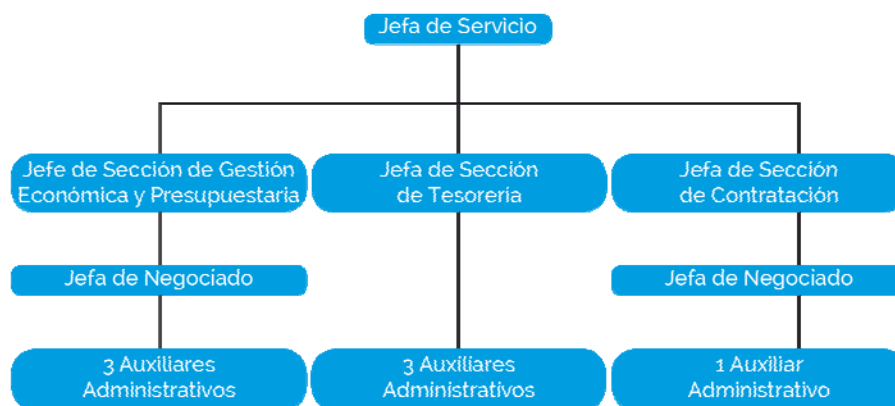 Jefa de Servicio
Jefe de Sección de Gestión
Económica y Presupuestaria
Jefa de Sección
de Tesorería
Jefa de Sección
de Contratación
Jefa de Negociado
Jefa de Negociado
3 Auxiliares
Administrativos
3 Auxiliares
Administrativos
1 Auxiliar
Administrativo